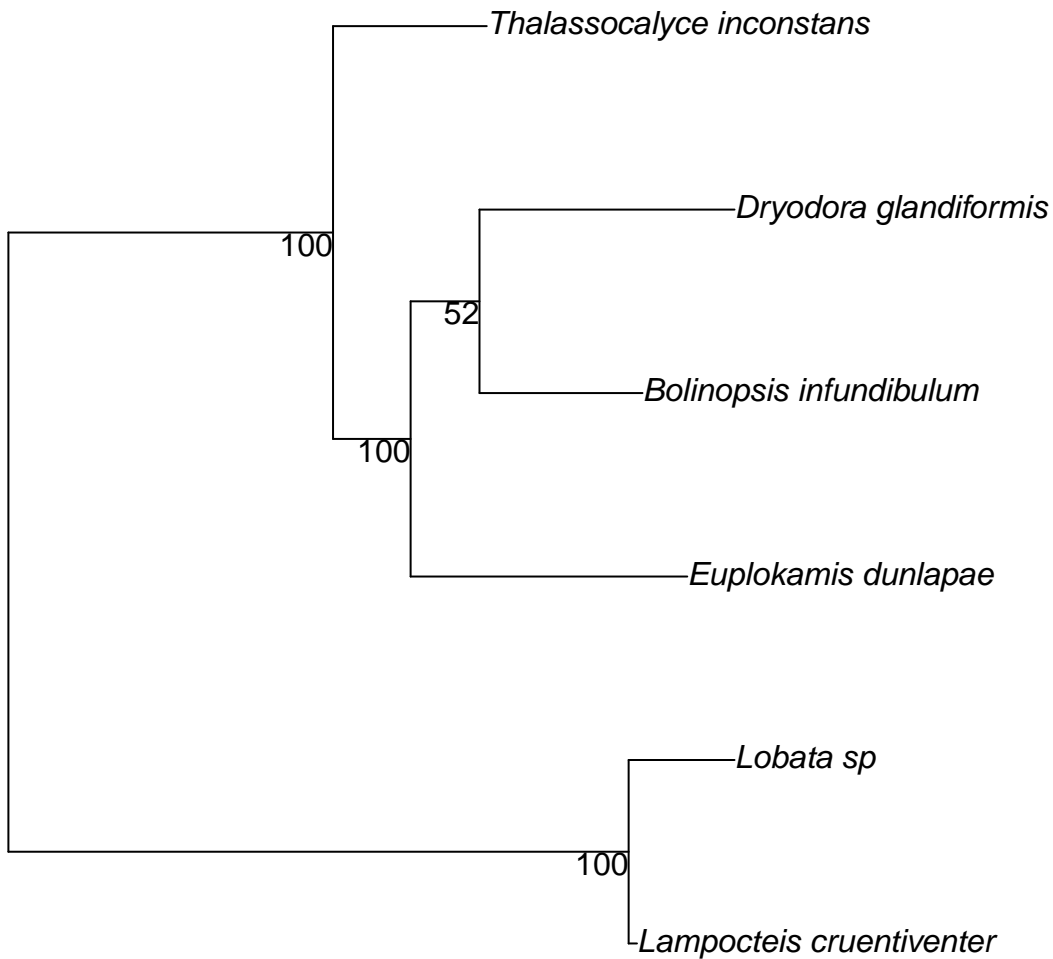 Thalassocalyce inconstans
100
Dryodora glandiformis
52
Bolinopsis infundibulum
100
Euplokamis dunlapae
Lobata sp
100
Lampocteis cruentiventer